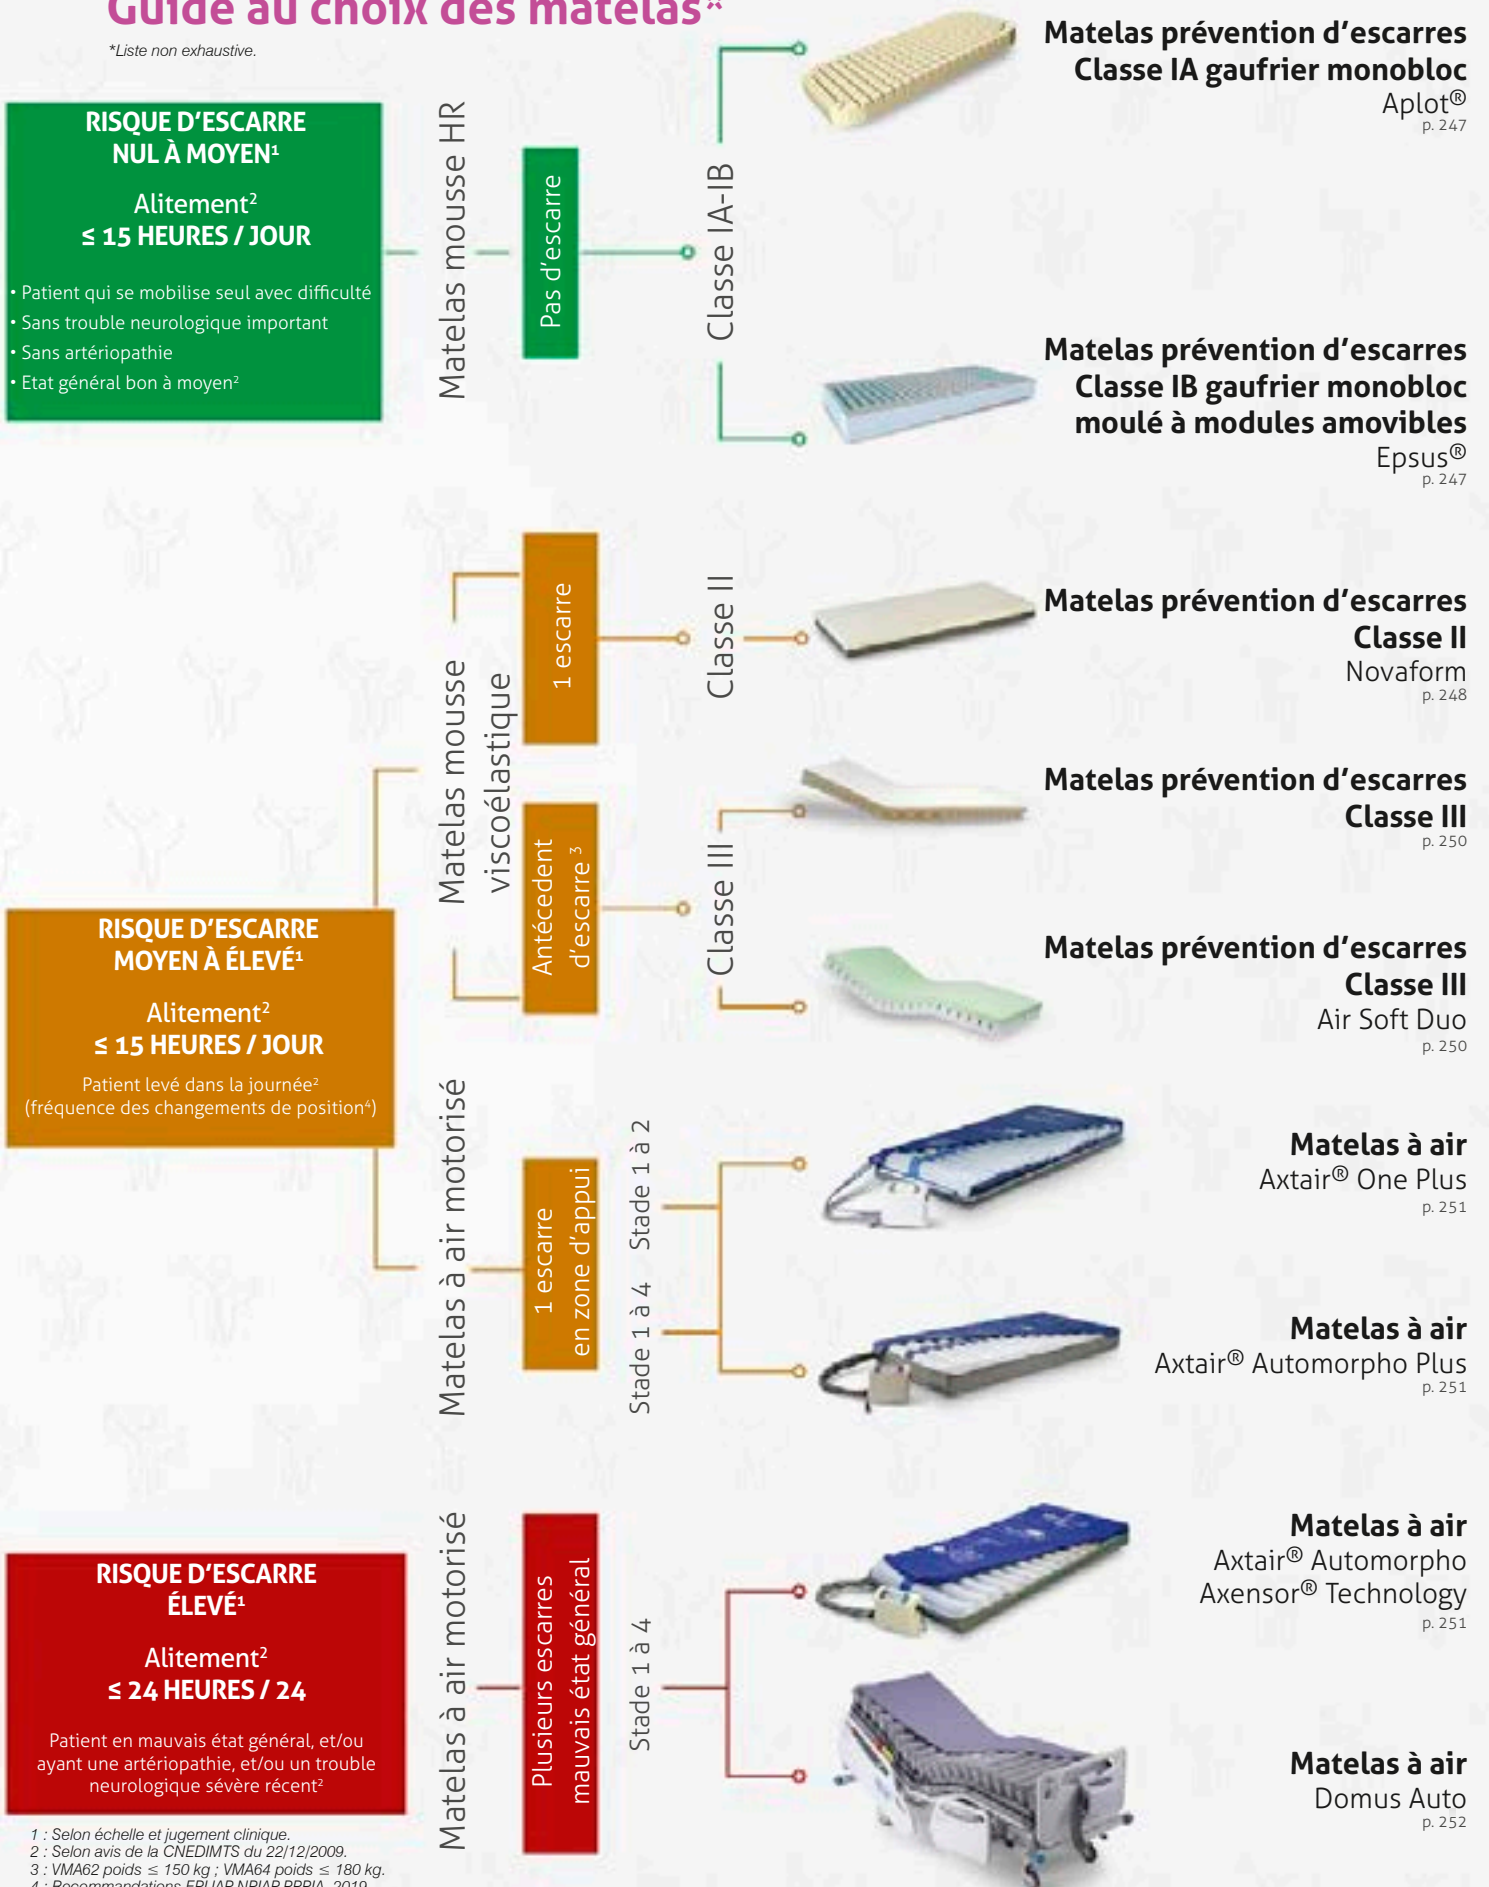 Guide au choix des matelas*
*Liste non exhaustive.
RISQUE D'ESCARRE
NUL À MOYEN¹
Alitement²
≤ 15 HEURES / JOUR
• Patient qui se mobilise seul avec difficulté
• Sans trouble neurologique important
• Sans artériopathie
• Etat général bon à moyen²
Matelas mousse HR
Pas d'escarre
Classe IA-IB
Matelas prévention d'escarres
Classe IA gaufrier monobloc
Aplot®
p. 247
Matelas prévention d'escarres
Classe IB gaufrier monobloc
moulé à modules amovibles
Epsus®
p. 247
RISQUE D'ESCARRE
MOYEN À ÉLEVÉ¹
Alitement²
≤ 15 HEURES / JOUR
Patient levé dans la journée²
(fréquence des changements de position⁴)
Matelas mousse
viscoélastique
1 escarre
Classe II
Matelas prévention d'escarres
Classe II
Novaform
p. 248
Antécedent
d'escarre ³
Classe III
Matelas prévention d'escarres
Classe III
p. 250
Matelas prévention d'escarres
Classe III
Air Soft Duo
p. 250
Matelas à air motorisé
1 escarre
en zone d'appui
Stade 1 à 2
Stade 1 à 4
Matelas à air
Axtair® One Plus
p. 251
Matelas à air
Axtair® Automorpho Plus
p. 251
RISQUE D'ESCARRE
ÉLEVÉ¹
Alitement²
≤ 24 HEURES / 24
Patient en mauvais état général, et/ou
ayant une artériopathie, et/ou un trouble
neurologique sévère récent²
Matelas à air motorisé
Plusieurs escarres
mauvais état général
Stade 1 à 4
Matelas à air
Axtair® Automorpho
Axensor® Technology
p. 251
Matelas à air
Domus Auto
p. 252
1 : Selon échelle et jugement clinique.
2 : Selon avis de la CNEDIMTS du 22/12/2009.
3 : VMA62 poids ≤ 150 kg ; VMA64 poids ≤ 180 kg.
4 : Recommandations EPUAP NPIAP PPPIA, 2019